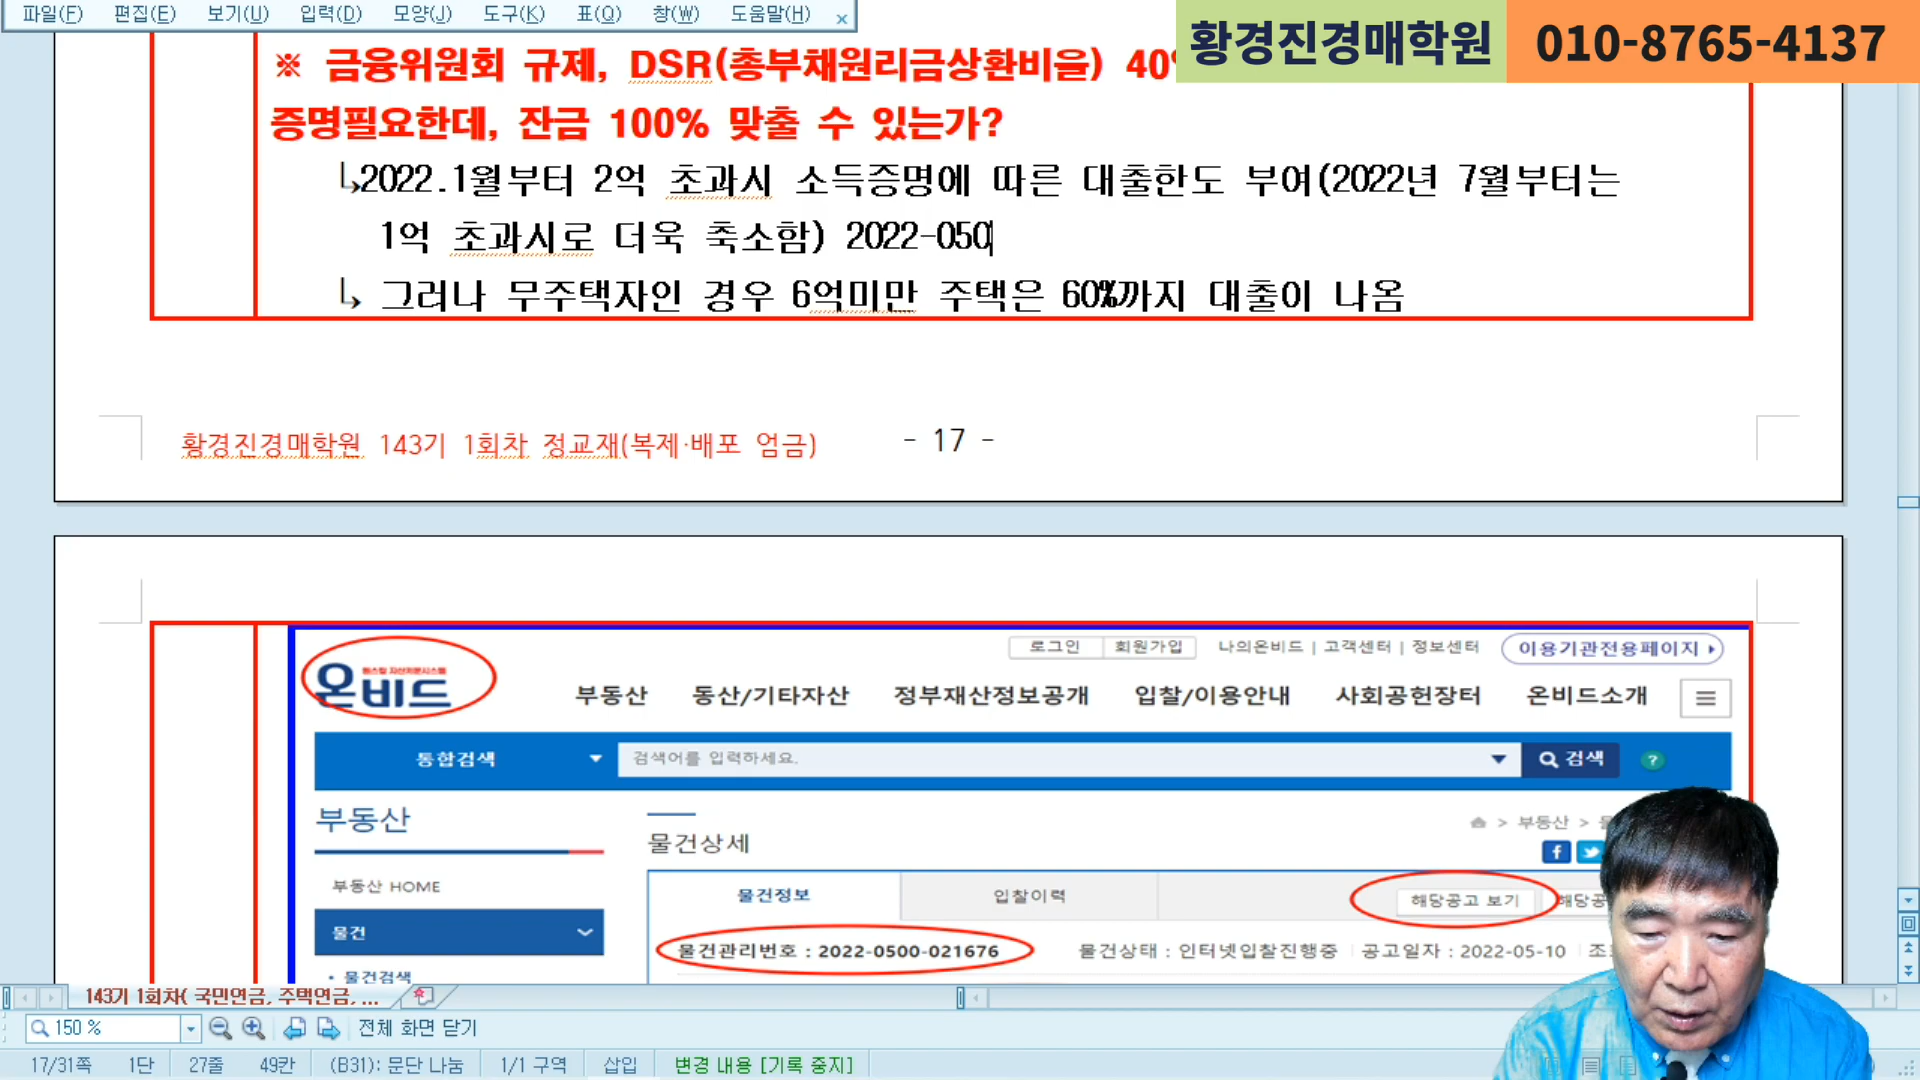 파일(F) 편집(E) 보기(U) 입력(D) 모양(J) 도구(K) 표(Q) 창(W) 도움말(H) x
황경진경매학원 010-8765-4137
※ 금융위원회 규제, DSR(총부채원리금상환비율) 40%
증명필요한데, 잔금 100% 맞출 수 있는가?
↳2022.1월부터 2억 초과시 소득증명에 따른 대출한도 부여(2022년 7월부터는
1억 초과시로 더욱 축소함) 2022-050
↳ 그러나 무주택자인 경우 6억미만 주택은 60%까지 대출이 나옴
황경진경매학원 143기 1회차 정교재(복제·배포 엄금) - 17 -
로그인 회원가입 나의온비드 | 고객센터 | 정보센터 이용기관전용페이지
온비드 부동산 동산/기타자산 정부재산정보공개 입찰/이용안내 사회공헌장터 온비드소개
통합검색 검색어를 입력하세요. 검색 ?
부동산
물건상세
> 부동산 >
부동산 HOME
물건정보 입찰이력 해당공고 보기 해당공
물건
물건관리번호 : 2022-0500-021676 물건상태 : 인터넷입찰진행중 공고일자 : 2022-05-10 조
• 물건검색
143기 1회차( 국민연금, 주택연금, ...
150 % 전체 화면 닫기
17/31쪽 1단 27줄 49칸 (B31): 문단 나눔 1/1 구역 삽입 변경 내용 [기록 중지]